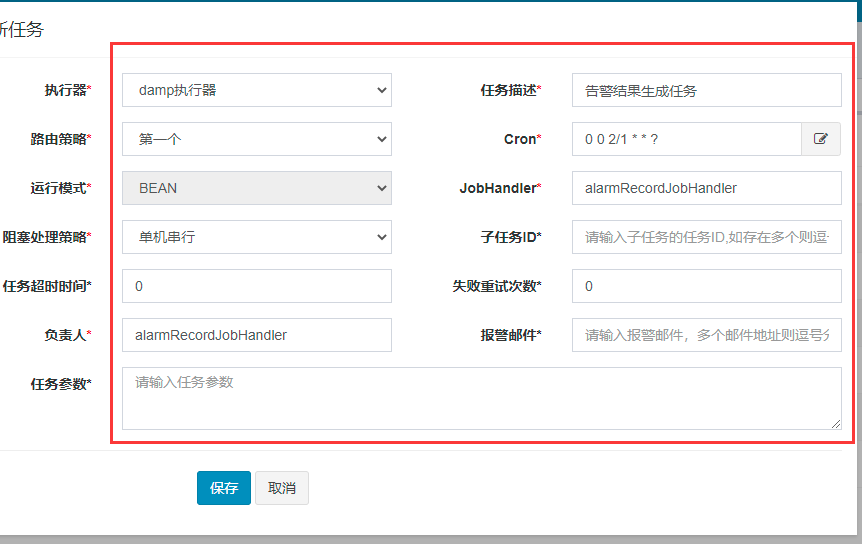 新任务
执行器* damp执行器 任务描述* 告警结果生成任务
路由策略* 第一个 Cron* 0 0 2/1 * * ?
运行模式* BEAN JobHandler* alarmRecordJobHandler
阻塞处理策略* 单机串行 子任务ID* 请输入子任务的任务ID,如存在多个则逗
任务超时时间* 0 失败重试次数* 0
负责人* alarmRecordJobHandler 报警邮件* 请输入报警邮件，多个邮件地址则逗号分
任务参数* 请输入任务参数
保存 取消